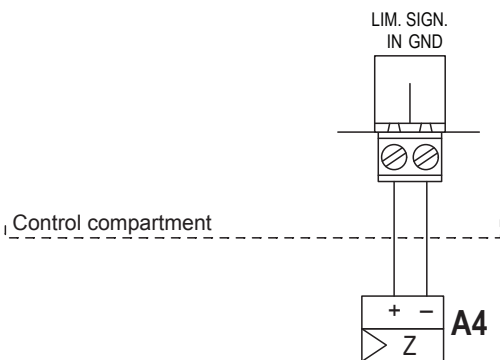 LIM. SIGN.
IN GND
Control compartment
+ −
A4
Z